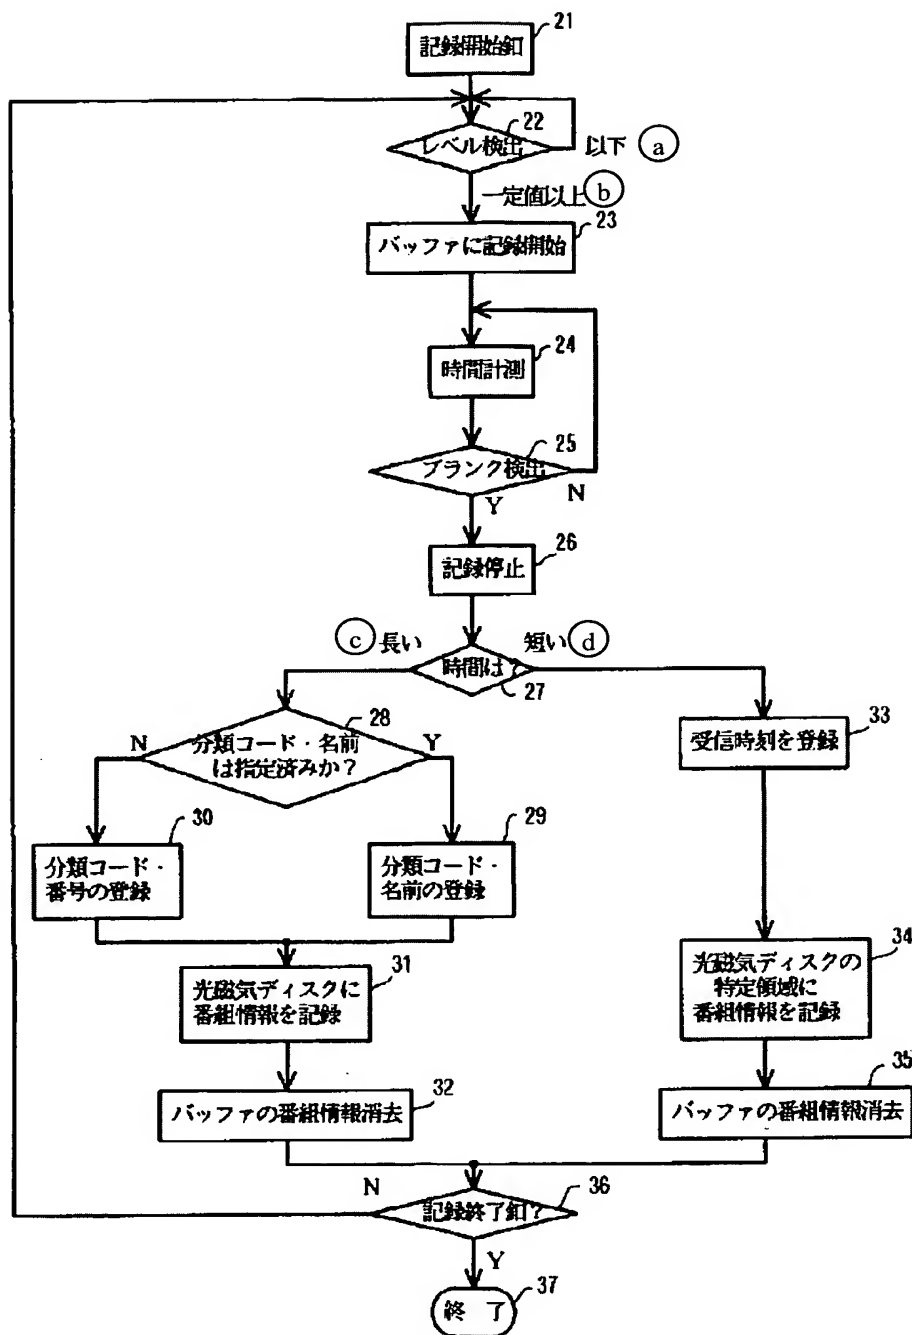 21
記録開始釦
22
レベル検出
以下 ⓐ
一定値以上 ⓑ
23
バッファに記録開始
24
時間計測
25
ブランク検出
N
Y
26
記録停止
ⓒ 長い
短い ⓓ
時間は?
27
28
分類コード・名前
は指定済みか?
N
Y
33
受信時刻を登録
30
分類コード・
番号の登録
29
分類コード・
名前の登録
31
光磁気ディスクに
番組情報を記録
34
光磁気ディスクの
特定領域に
番組情報を記録
32
バッファの番組情報消去
35
バッファの番組情報消去
N
36
記録終了釦?
Y
37
終 了